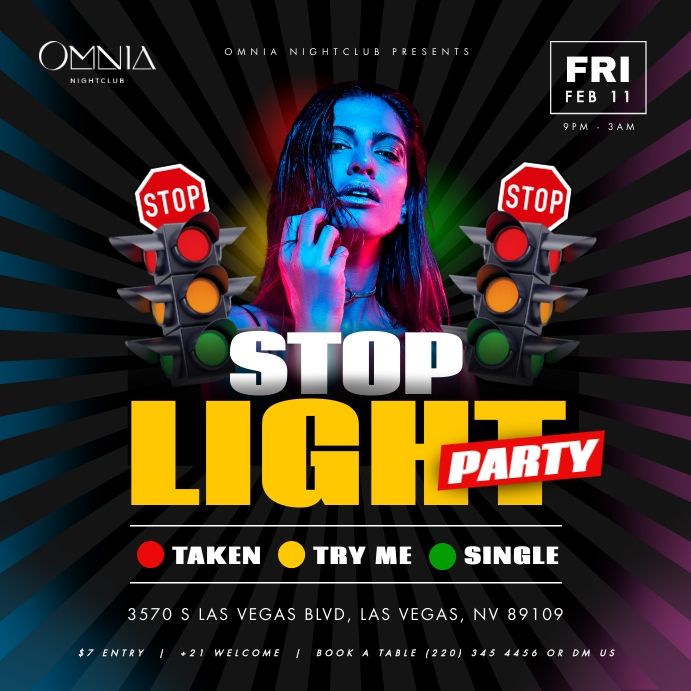 OMNIA
NIGHTCLUB
OMNIA NIGHTCLUB PRESENTS
FRI
FEB 11
9PM - 3AM
STOP
STOP
STOP
LIGHT
PARTY
TAKEN TRY ME SINGLE
3570 S LAS VEGAS BLVD, LAS VEGAS, NV 89109
$7 ENTRY | +21 WELCOME | BOOK A TABLE (220) 345 4456 OR DM US